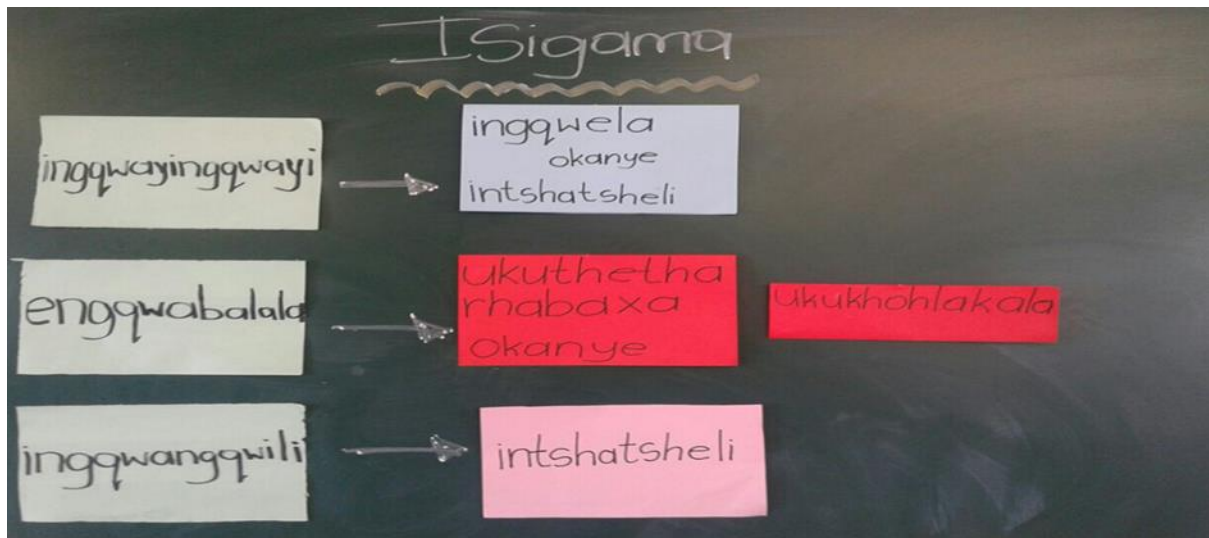 ISigama
ingqwayingqwayi
ingqwela
okanye
intshatsheli
engqwabalala
ukuthetha
rhabaxa
okanye
ukukhohlakala
ingqwangqwili
intshatsheli